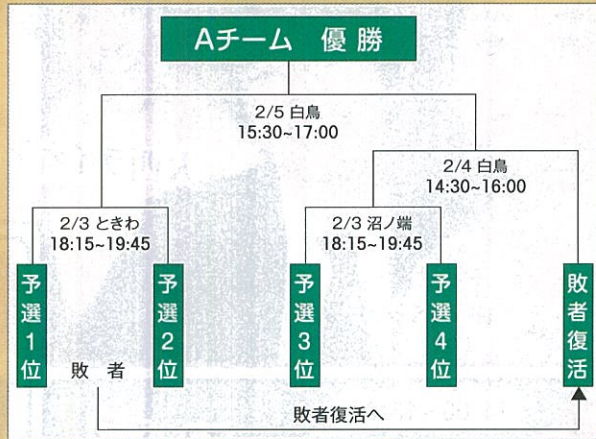 Aチーム 優勝
2/5 白鳥
15:30~17:00
2/4 白鳥
14:30~16:00
2/3 ときわ
18:15~19:45
2/3 沼ノ端
18:15~19:45
予選1位
敗者
予選2位
予選3位
予選4位
敗者復活
敗者復活へ